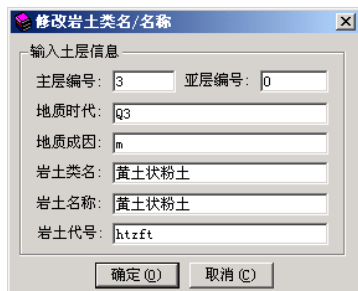 修改岩土类名/名称
输入土层信息
主层编号: 3 亚层编号: 0
地质时代: Q3
地质成因: m
岩土类名: 黄土状粉土
岩土名称: 黄土状粉土
岩土代号: htzft
确定(O) 取消(C)